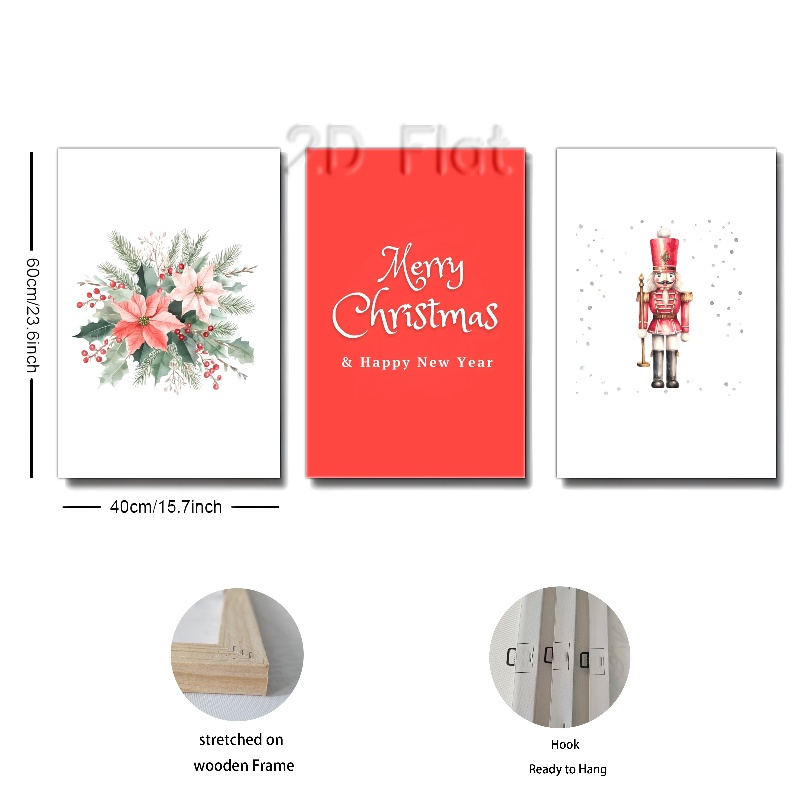 2D Flat
60cm/23.6inch
Merry
Christmas
& Happy New Year
40cm/15.7inch
stretched on
wooden Frame
Hook
Ready to Hang